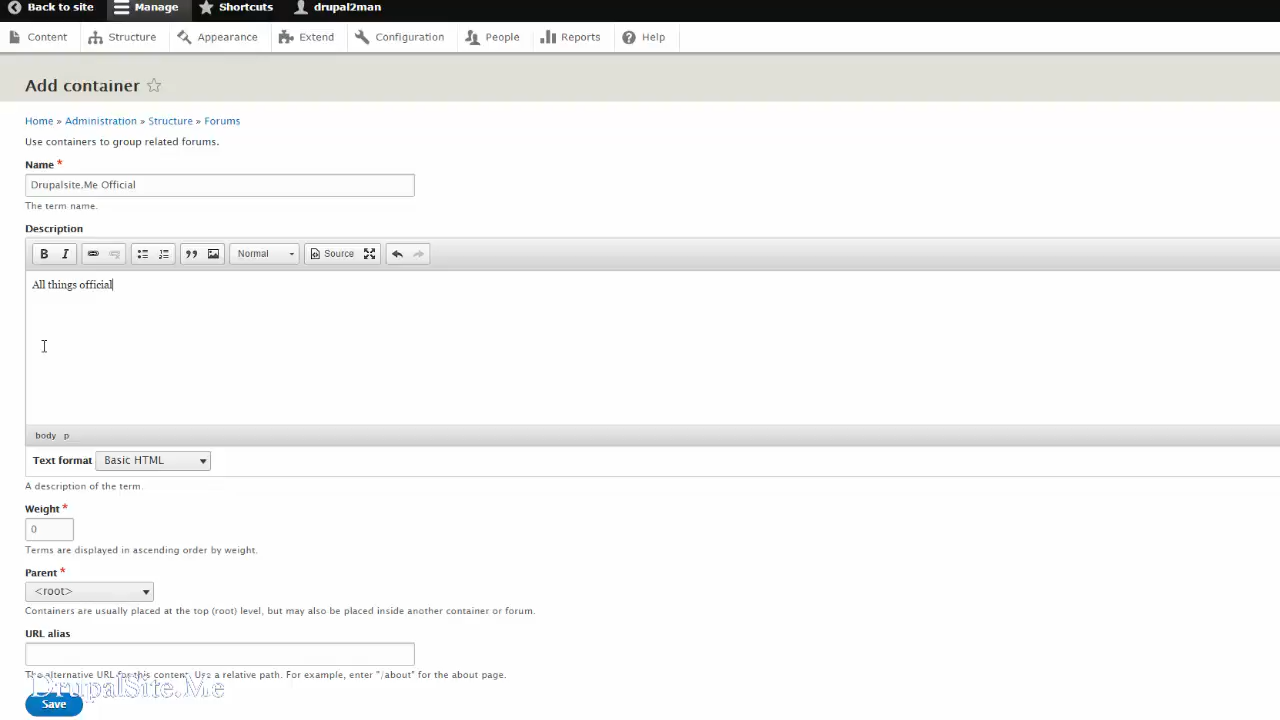 Back to site Manage Shortcuts drupal2man
Content Structure Appearance Extend Configuration People Reports Help
Add container
Home » Administration » Structure » Forums
Use containers to group related forums.
Name *
Drupalsite.Me Official
The term name.
Description
B I Normal Source
All things official
body p
Text format Basic HTML
A description of the term.
Weight *
0
Terms are displayed in ascending order by weight.
Parent *
<root>
Containers are usually placed at the top (root) level, but may also be placed inside another container or forum.
URL alias
The alternative URL for this content. Use a relative path. For example, enter "/about" for the about page.
DrupalSite.Me
Save